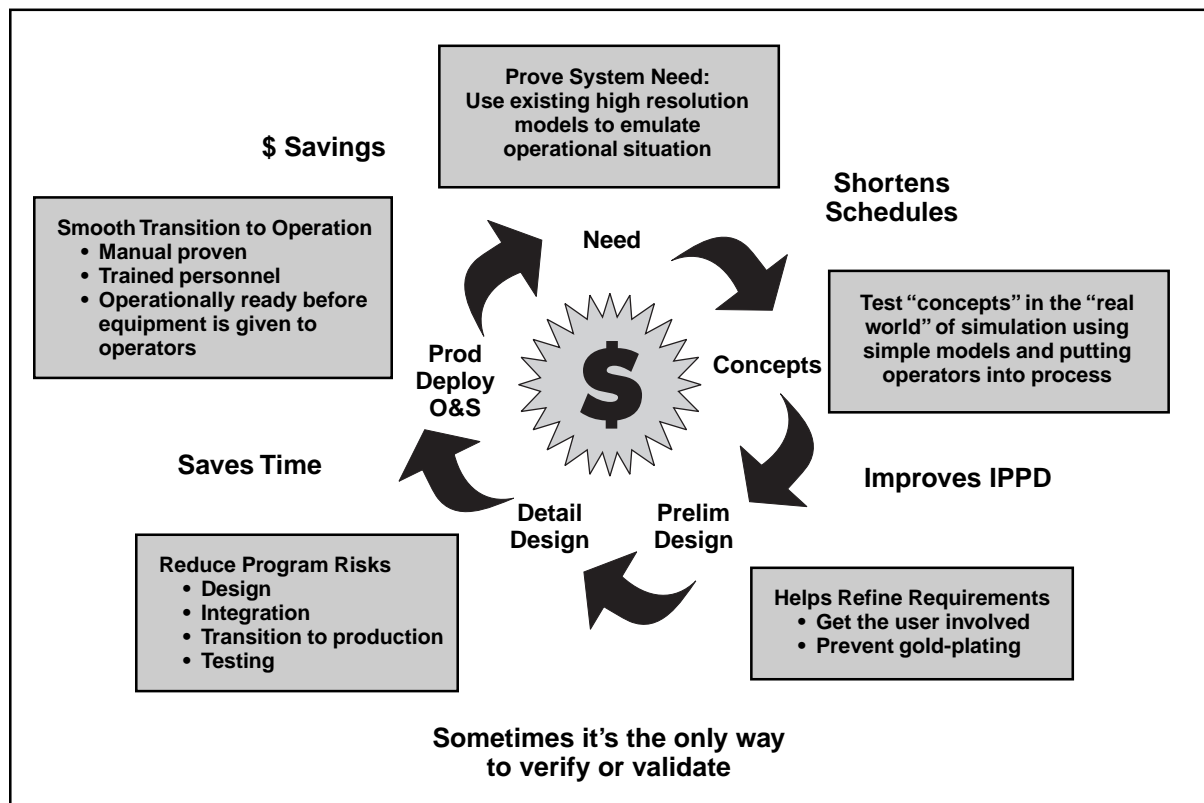 Prove System Need:
Use existing high resolution
models to emulate
operational situation
$ Savings
Shortens
Schedules
Smooth Transition to Operation
• Manual proven
• Trained personnel
• Operationally ready before
equipment is given to
operators
Need
Test “concepts” in the “real
world” of simulation using
simple models and putting
operators into process
Prod
Deploy
O&S
$
Concepts
Saves Time
Improves IPPD
Detail
Design
Prelim
Design
Reduce Program Risks
• Design
• Integration
• Transition to production
• Testing
Helps Refine Requirements
• Get the user involved
• Prevent gold-plating
Sometimes it’s the only way
to verify or validate